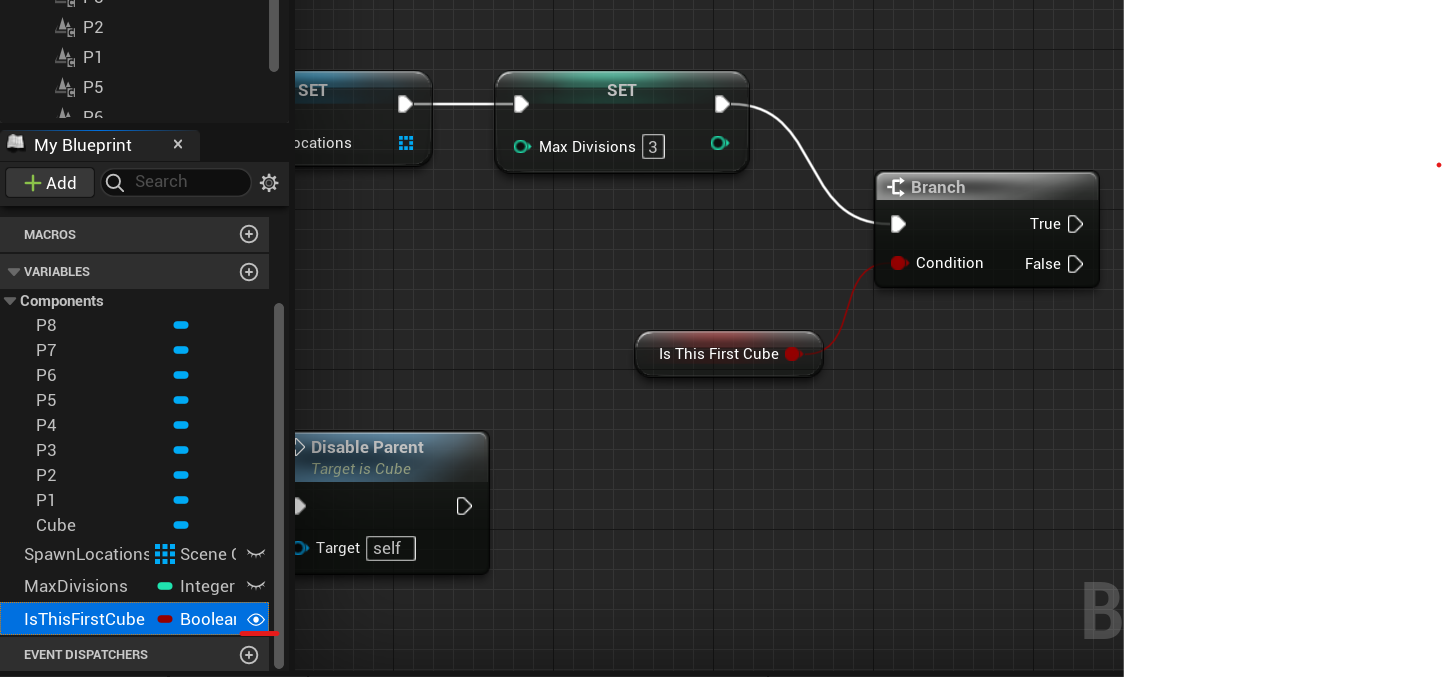 P2
P1
P5
P6
My Blueprint
Add
Search
MACROS
VARIABLES
Components
P8
P7
P6
P5
P4
P3
P2
P1
Cube
SpawnLocations Scene
MaxDivisions Integer
IsThisFirstCube Boolean
EVENT DISPATCHERS
SET
ocations
SET
Max Divisions 3
Branch
True
Condition False
Is This First Cube
Disable Parent
Target is Cube
Target self
B